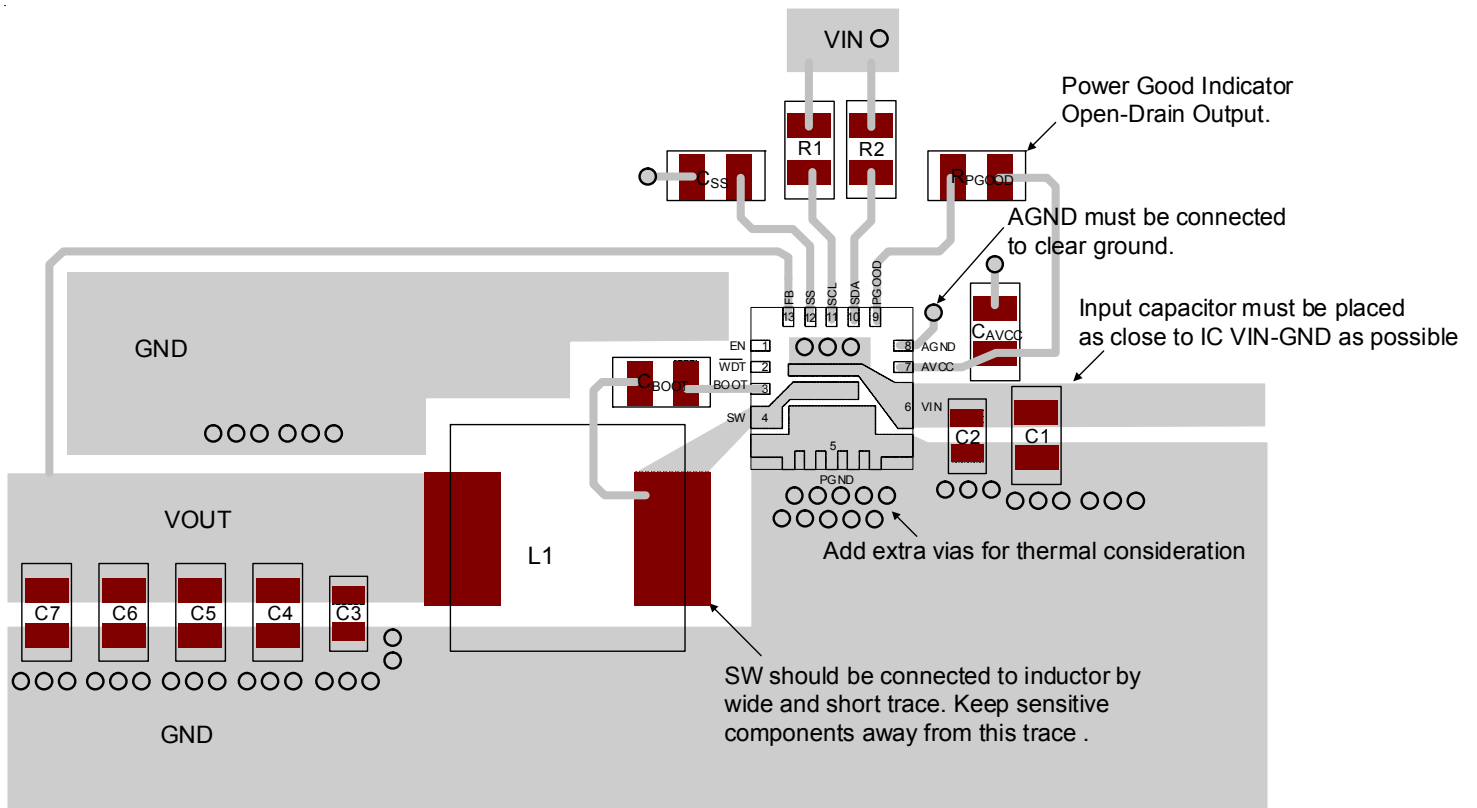 VIN
Power Good Indicator
Open-Drain Output.
R1
R2
CSS
RPGOOD
AGND must be connected
to clear ground.
FB
SS
SCL
SDA
PGOOD
13
12
11
10
9
Input capacitor must be placed
as close to IC VIN-GND as possible
CAVCC
GND
EN
1
8
AGND
WDT
2
7
AVCC
CBOOT
BOOT
3
SW
4
6
VIN
C2
C1
5
PGND
VOUT
L1
Add extra vias for thermal consideration
C7
C6
C5
C4
C3
SW should be connected to inductor by
wide and short trace. Keep sensitive
components away from this trace .
GND